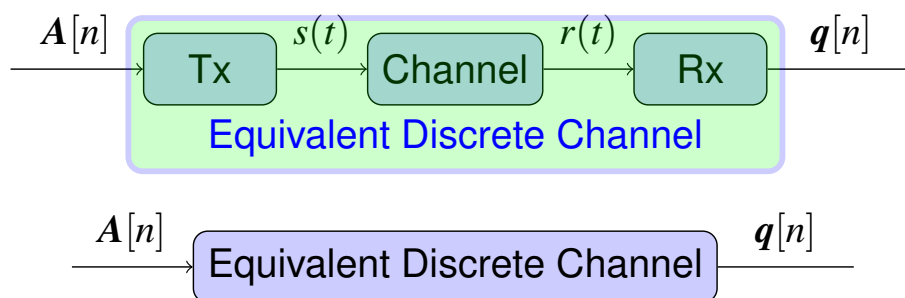 A[n] s(t) r(t) q[n]
Tx Channel Rx
Equivalent Discrete Channel
A[n] q[n]
Equivalent Discrete Channel